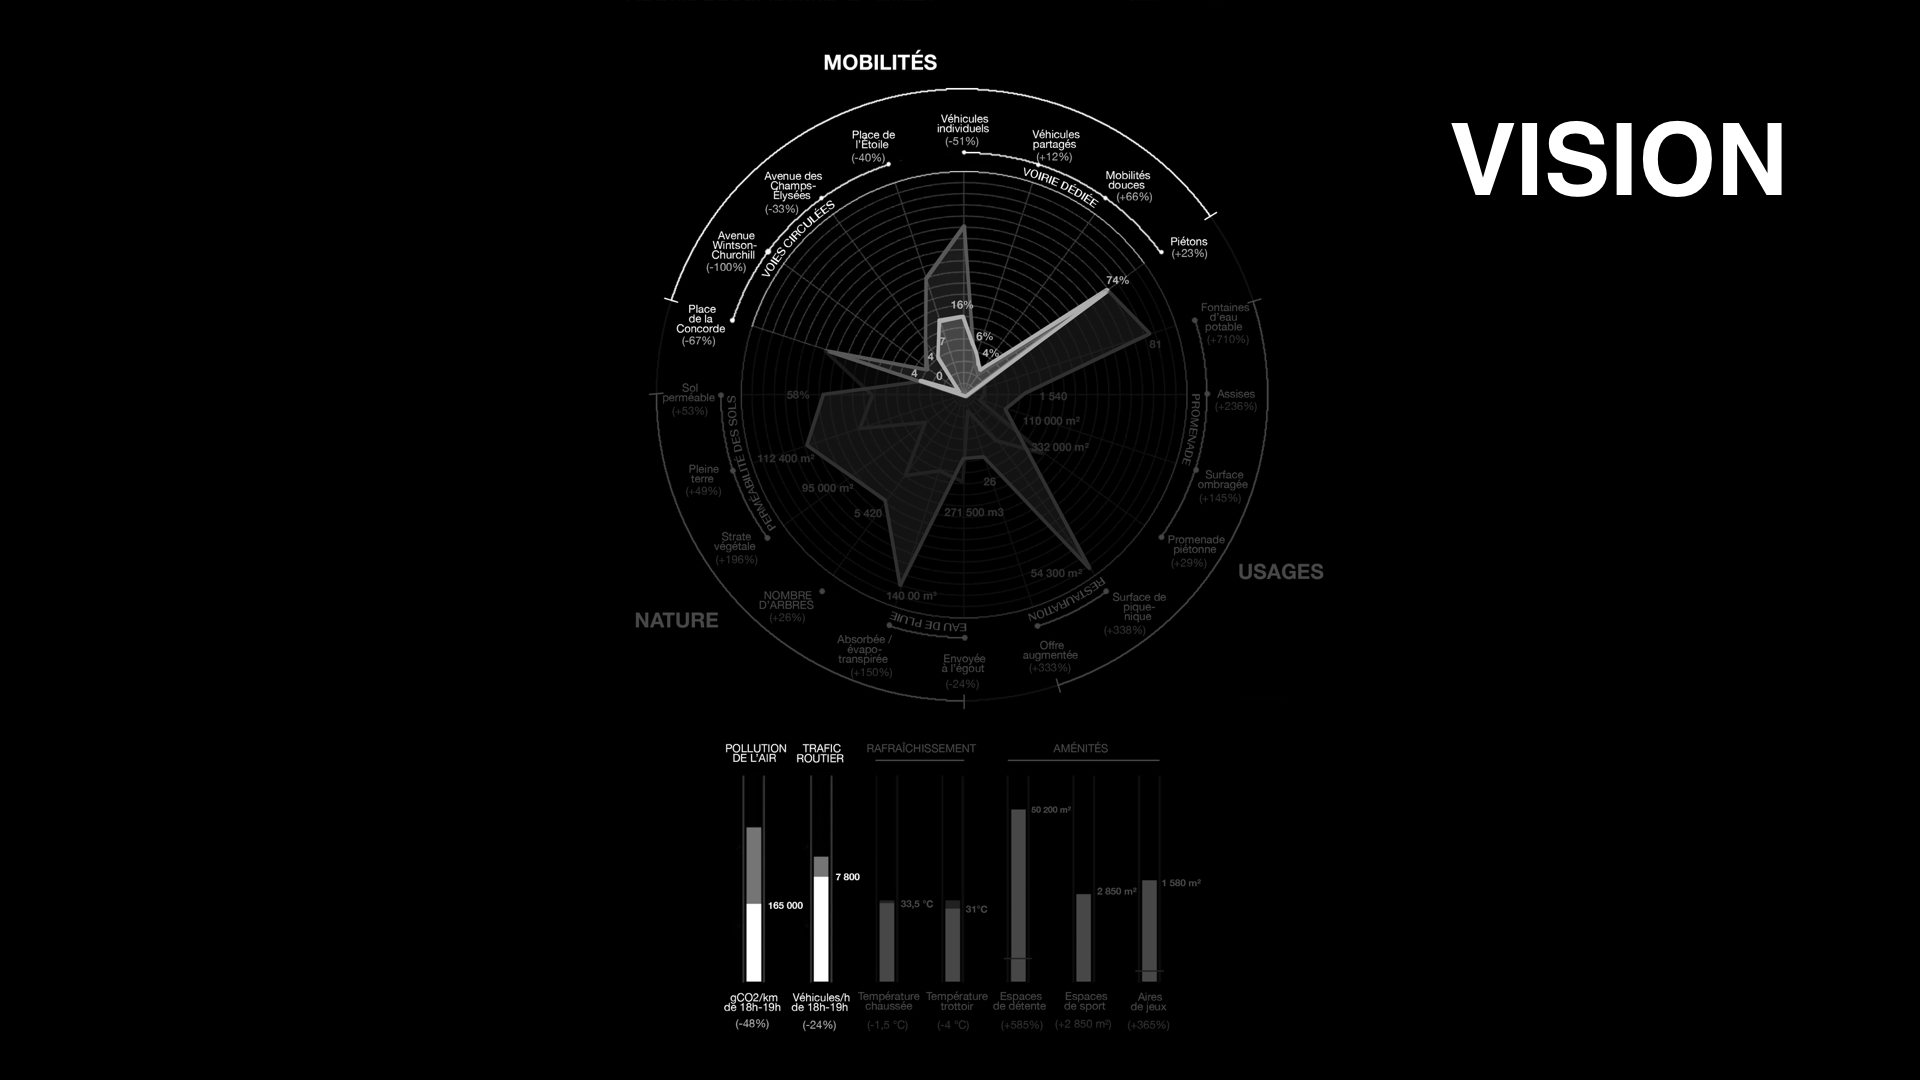 MOBILITÉS
VISION
Véhicules
individuels
(-51%)
Véhicules
partagés
(+12%)
Mobilités
douces
(+66%)
Piétons
(+23%)
VOIRIE DÉDIÉE
Place de
l'Étoile
(-40%)
Avenue des
Champs-
Elysées
(-33%)
Avenue
Wintson-
Churchill
(-100%)
Place
de la
Concorde
(-67%)
VOIES CIRCULÉES
16%
6%
4%
74%
7
4
4
0
81
Fontaines
d'eau
potable
(+710%)
Assises
(+236%)
Surface
ombragée
(+145%)
Promenade
piétonne
(+29%)
PROMENADE
1 540
110 000 m²
332 000 m²
USAGES
Surface de
pique-
nique
(+338%)
Offre
augmentée
(+333%)
RESTAURATION
54 300 m²
26
Sol
perméable
(+53%)
Pleine
terre
(+49%)
Strate
végétale
(+196%)
PERMÉABILITÉ DES SOLS
58%
112 400 m²
95 000 m²
5 420
NOMBRE
D'ARBRES
(+26%)
NATURE
Absorbée /
évapo-
transpirée
(+150%)
Envoyée
à l'égout
(-24%)
EAU DE PLUIE
140 00 m³
271 500 m3
POLLUTION
DE L'AIR
TRAFIC
ROUTIER
RAFRAÎCHISSEMENT
AMÉNITÉS
165 000
7 800
33,5 °C
31°C
50 200 m²
2 850 m²
1 580 m²
gCO2/km
de 18h-19h
(-48%)
Véhicules/h
de 18h-19h
(-24%)
Température
chaussée
(-1,5 °C)
Température
trottoir
(-4 °C)
Espaces
de détente
(+585%)
Espaces
de sport
(+2 850 m²)
Aires
de jeux
(+365%)